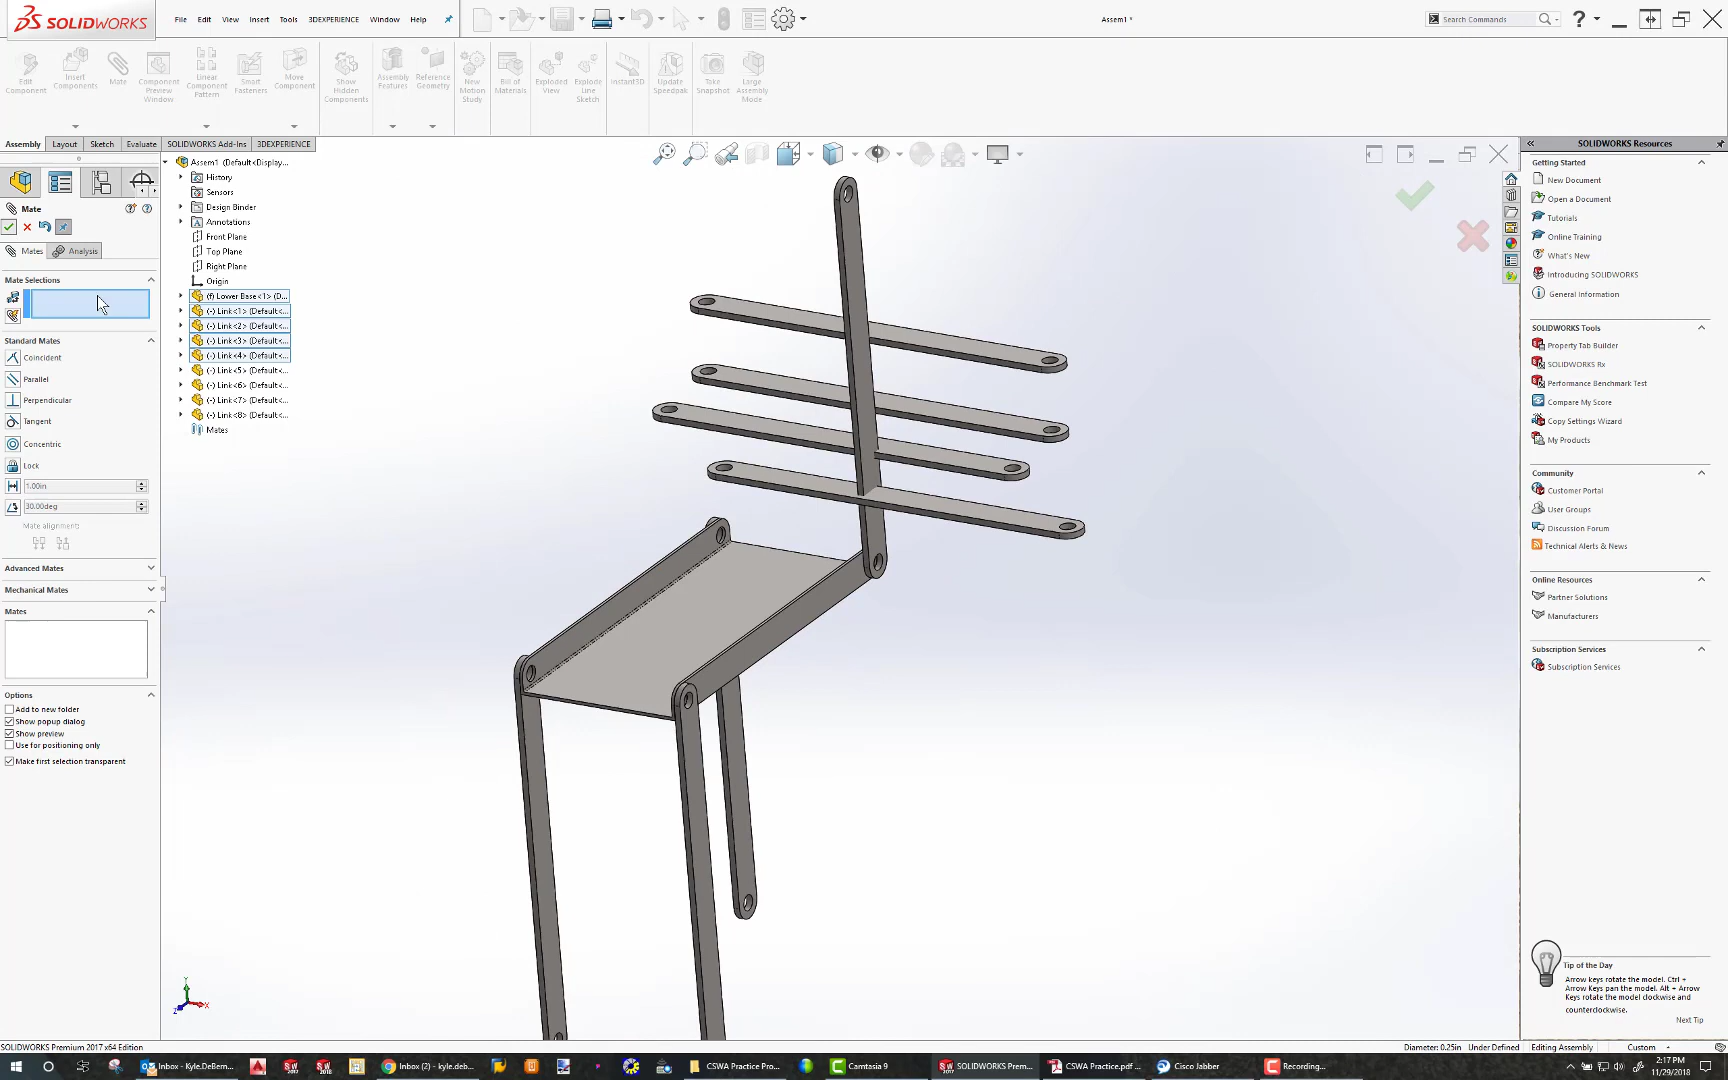 SOLIDWORKS File Edit View Insert Tools 3DEXPERIENCE Window Help Assem1 * Search Commands
Edit Component
Insert Components
Mate
Component Preview Window
Linear Component Pattern
Smart Fasteners
Move Component
Show Hidden Components
Assembly Features
Reference Geometry
New Motion Study
Bill of Materials
Exploded View
Explode Line Sketch
Instant3D
Update Speedpak
Take Snapshot
Large Assembly Mode
Assembly Layout Sketch Evaluate SOLIDWORKS Add-Ins 3DEXPERIENCE
Mate
Mates Analysis
Mate Selections
Standard Mates
Coincident
Parallel
Perpendicular
Tangent
Concentric
Lock
1.00in
30.00deg
Mate alignment:
Advanced Mates
Mechanical Mates
Mates
Options
Add to new folder
Show popup dialog
Show preview
Use for positioning only
Make first selection transparent
Assem1 (Default<Display...
History
Sensors
Design Binder
Annotations
Front Plane
Top Plane
Right Plane
Origin
(f) Lower Base<1> (D...
(-) Link<1> (Default<...
(-) Link<2> (Default<...
(-) Link<3> (Default<...
(-) Link<4> (Default<...
(-) Link<5> (Default<...
(-) Link<6> (Default<...
(-) Link<7> (Default<...
(-) Link<8> (Default<...
Mates
Y
X
Z
SOLIDWORKS Resources
Getting Started
New Document
Open a Document
Tutorials
Online Training
What's New
Introducing SOLIDWORKS
General Information
SOLIDWORKS Tools
Property Tab Builder
SOLIDWORKS Rx
Performance Benchmark Test
Compare My Score
Copy Settings Wizard
My Products
Community
Customer Portal
User Groups
Discussion Forum
Technical Alerts & News
Online Resources
Partner Solutions
Manufacturers
Subscription Services
Subscription Services
Tip of the Day
Arrow keys rotate the model. Ctrl +
Arrow Keys pan the model. Alt + Arrow
Keys rotate the model clockwise and
counterclockwise.
Next Tip
SOLIDWORKS Premium 2017 x64 Edition Diameter: 0.25in Under Defined Editing Assembly Custom
Inbox - Kyle.DeBern... Inbox (2) - kyle.deb... CSWA Practice Pro... Camtasia 9 SOLIDWORKS Prem... CSWA Practice.pdf ... Cisco Jabber Recording... 2:17 PM
11/29/2018